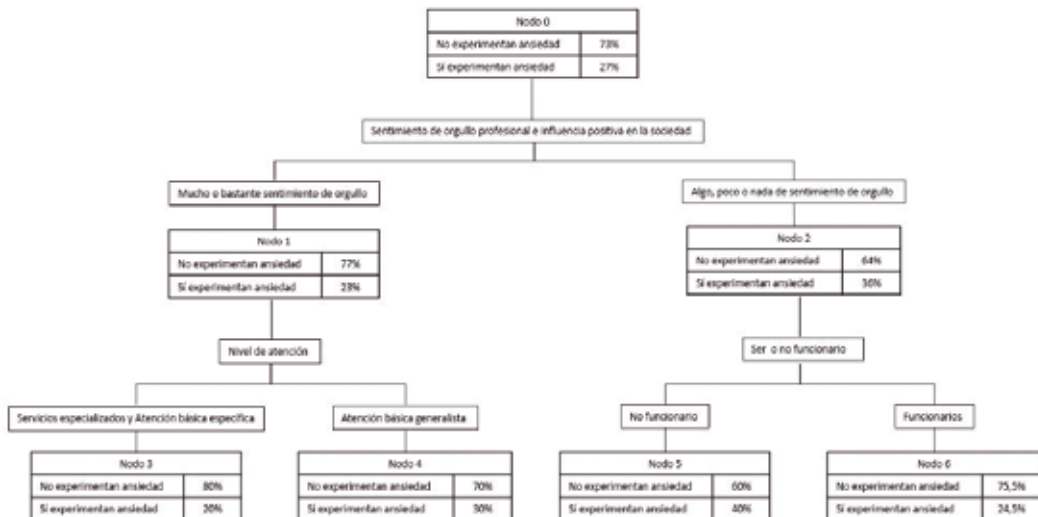 Nodo 0
No experimentan ansiedad 73%
Sí experimentan ansiedad 27%
Sentimiento de orgullo profesional e influencia positiva en la sociedad
Mucho o bastante sentimiento de orgullo
Algo, poco o nada de sentimiento de orgullo
Nodo 1
No experimentan ansiedad 77%
Sí experimentan ansiedad 23%
Nodo 2
No experimentan ansiedad 64%
Sí experimentan ansiedad 36%
Nivel de atención
Ser o no funcionario
Servicios especializados y Atención básica específica
Atención básica generalista
No funcionario
Funcionarios
Nodo 3
No experimentan ansiedad 80%
Sí experimentan ansiedad 20%
Nodo 4
No experimentan ansiedad 70%
Sí experimentan ansiedad 30%
Nodo 5
No experimentan ansiedad 60%
Sí experimentan ansiedad 40%
Nodo 6
No experimentan ansiedad 75,5%
Sí experimentan ansiedad 24,5%